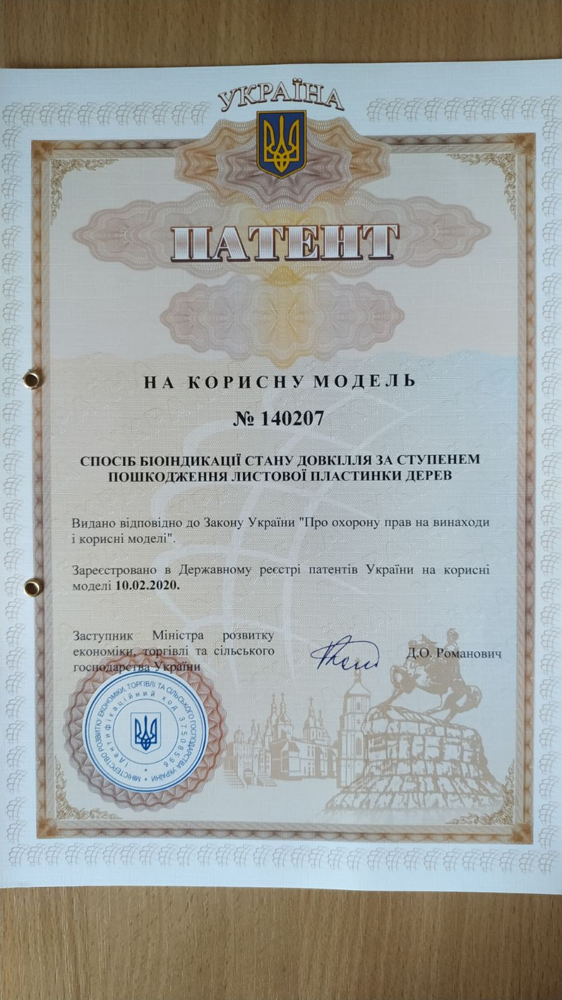 УКРАЇНА
ПАТЕНТ
НА КОРИСНУ МОДЕЛЬ
№ 140207
СПОСІБ БІОІНДИКАЦІЇ СТАНУ ДОВКІЛЛЯ ЗА СТУПЕНЕМ
ПОШКОДЖЕННЯ ЛИСТОВОЇ ПЛАСТИНКИ ДЕРЕВ
Видано відповідно до Закону України "Про охорону прав на винаходи
і корисні моделі".
Зареєстровано в Державному реєстрі патентів України на корисні
моделі 10.02.2020.
Заступник Міністра розвитку
економіки, торгівлі та сільського
господарства України
Д.О. Романович
МІНІСТЕРСТВО РОЗВИТКУ ЕКОНОМІКИ, ТОРГІВЛІ ТА СІЛЬСЬКОГО ГОСПОДАРСТВА УКРАЇНИ
Ідентифікаційний код 37508596